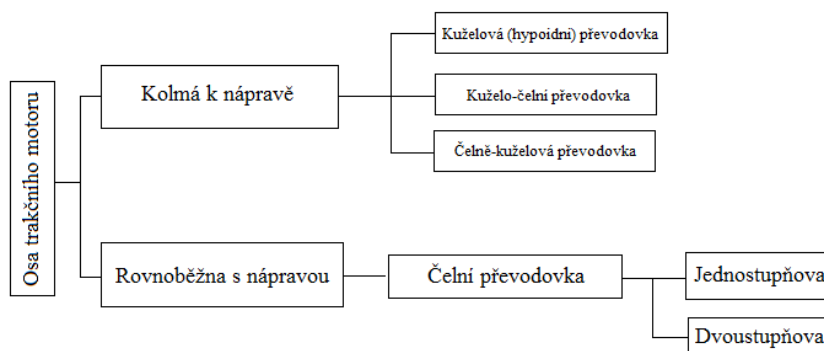 Osa trakčního motoru
Kolmá k nápravě
Kuželová (hypoidní) převodovka
Kuželo-čelní převodovka
Čelně-kuželová převodovka
Rovnoběžna s nápravou
Čelní převodovka
Jednostupňova
Dvoustupňova